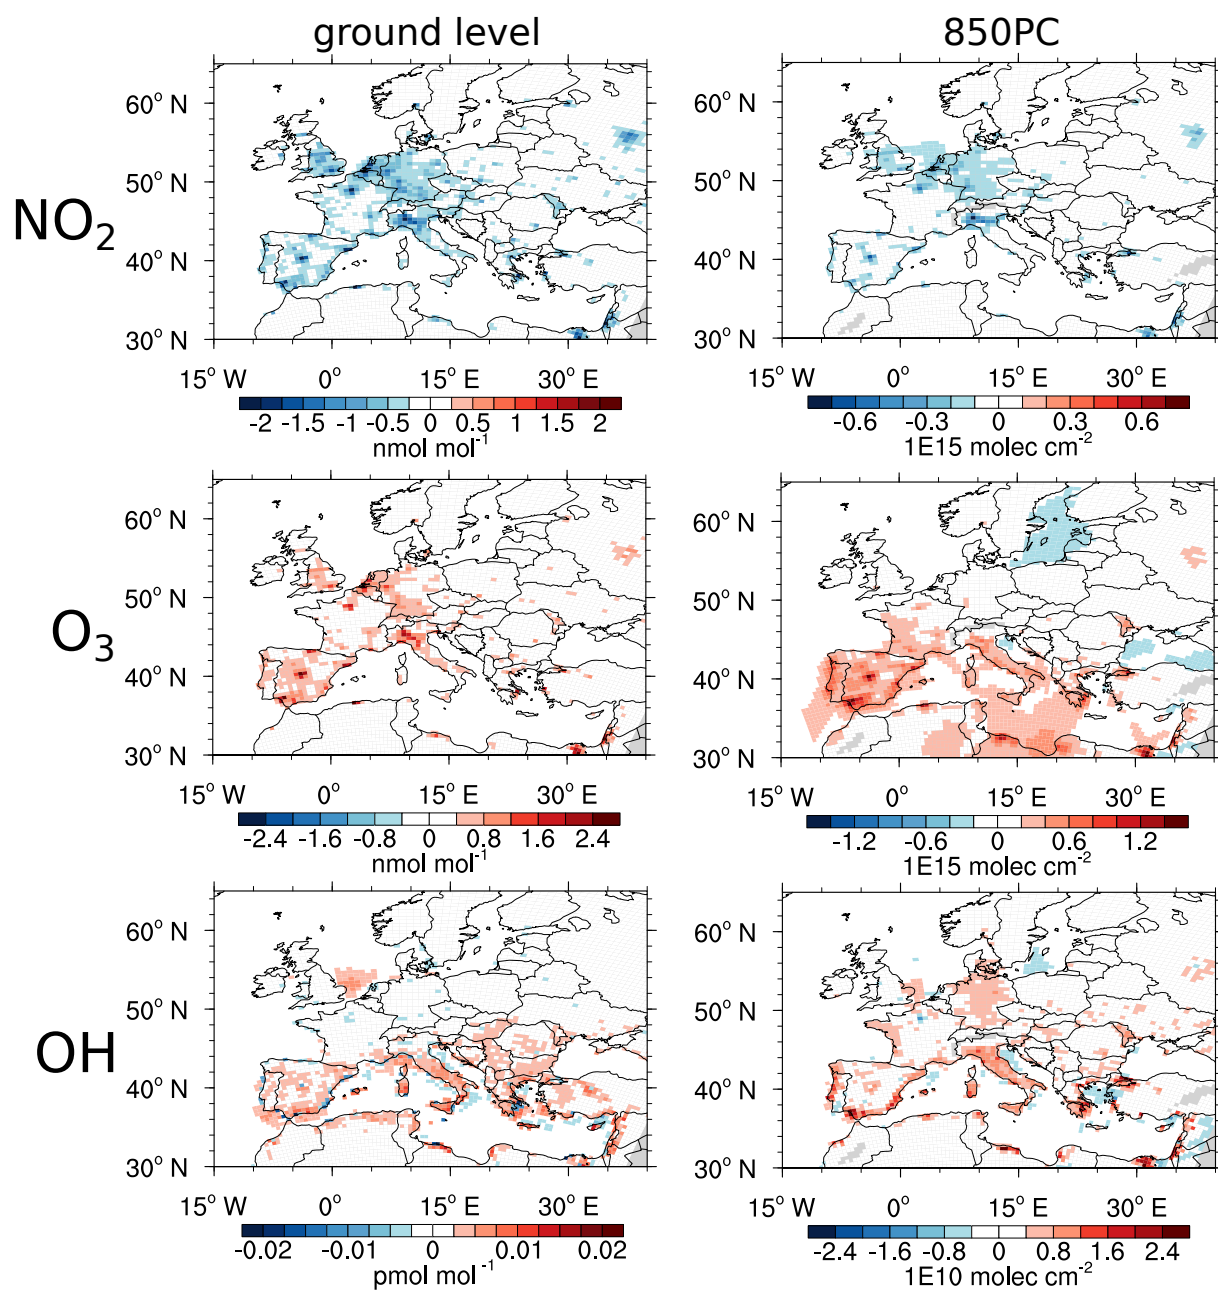 ground level 850PC
NO₂
60° N 60° N
50° N 50° N
40° N 40° N
30° N 30° N
15° W 0° 15° E 30° E 15° W 0° 15° E 30° E
-2 -1.5 -1 -0.5 0 0.5 1 1.5 2 -0.6 -0.3 0 0.3 0.6
nmol mol⁻¹ 1E15 molec cm⁻²
O₃
60° N 60° N
50° N 50° N
40° N 40° N
30° N 30° N
15° W 0° 15° E 30° E 15° W 0° 15° E 30° E
-2.4 -1.6 -0.8 0 0.8 1.6 2.4 -1.2 -0.6 0 0.6 1.2
nmol mol⁻¹ 1E15 molec cm⁻²
OH
60° N 60° N
50° N 50° N
40° N 40° N
30° N 30° N
15° W 0° 15° E 30° E 15° W 0° 15° E 30° E
-0.02 -0.01 0 0.01 0.02 -2.4 -1.6 -0.8 0 0.8 1.6 2.4
pmol mol⁻¹ 1E10 molec cm⁻²